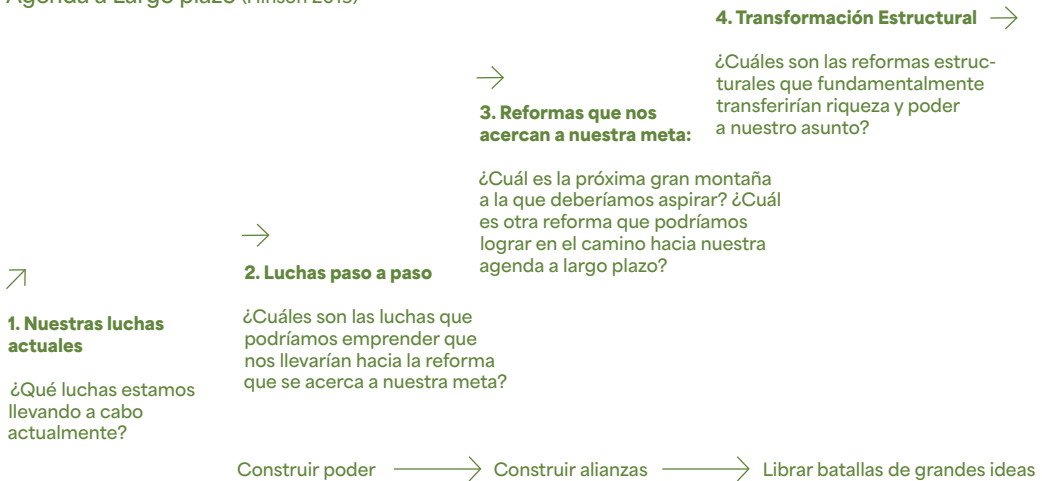 Agenda a Largo plazo (Hinson 2015)
4. Transformación Estructural
¿Cuáles son las reformas estruc-
turales que fundamentalmente
transferirían riqueza y poder
a nuestro asunto?
3. Reformas que nos
acercan a nuestra meta:
¿Cuál es la próxima gran montaña
a la que deberíamos aspirar? ¿Cuál
es otra reforma que podríamos
lograr en el camino hacia nuestra
agenda a largo plazo?
2. Luchas paso a paso
¿Cuáles son las luchas que
podríamos emprender que
nos llevarían hacia la reforma
que se acerca a nuestra meta?
1. Nuestras luchas
actuales
¿Qué luchas estamos
llevando a cabo
actualmente?
Construir poder
Construir alianzas
Librar batallas de grandes ideas